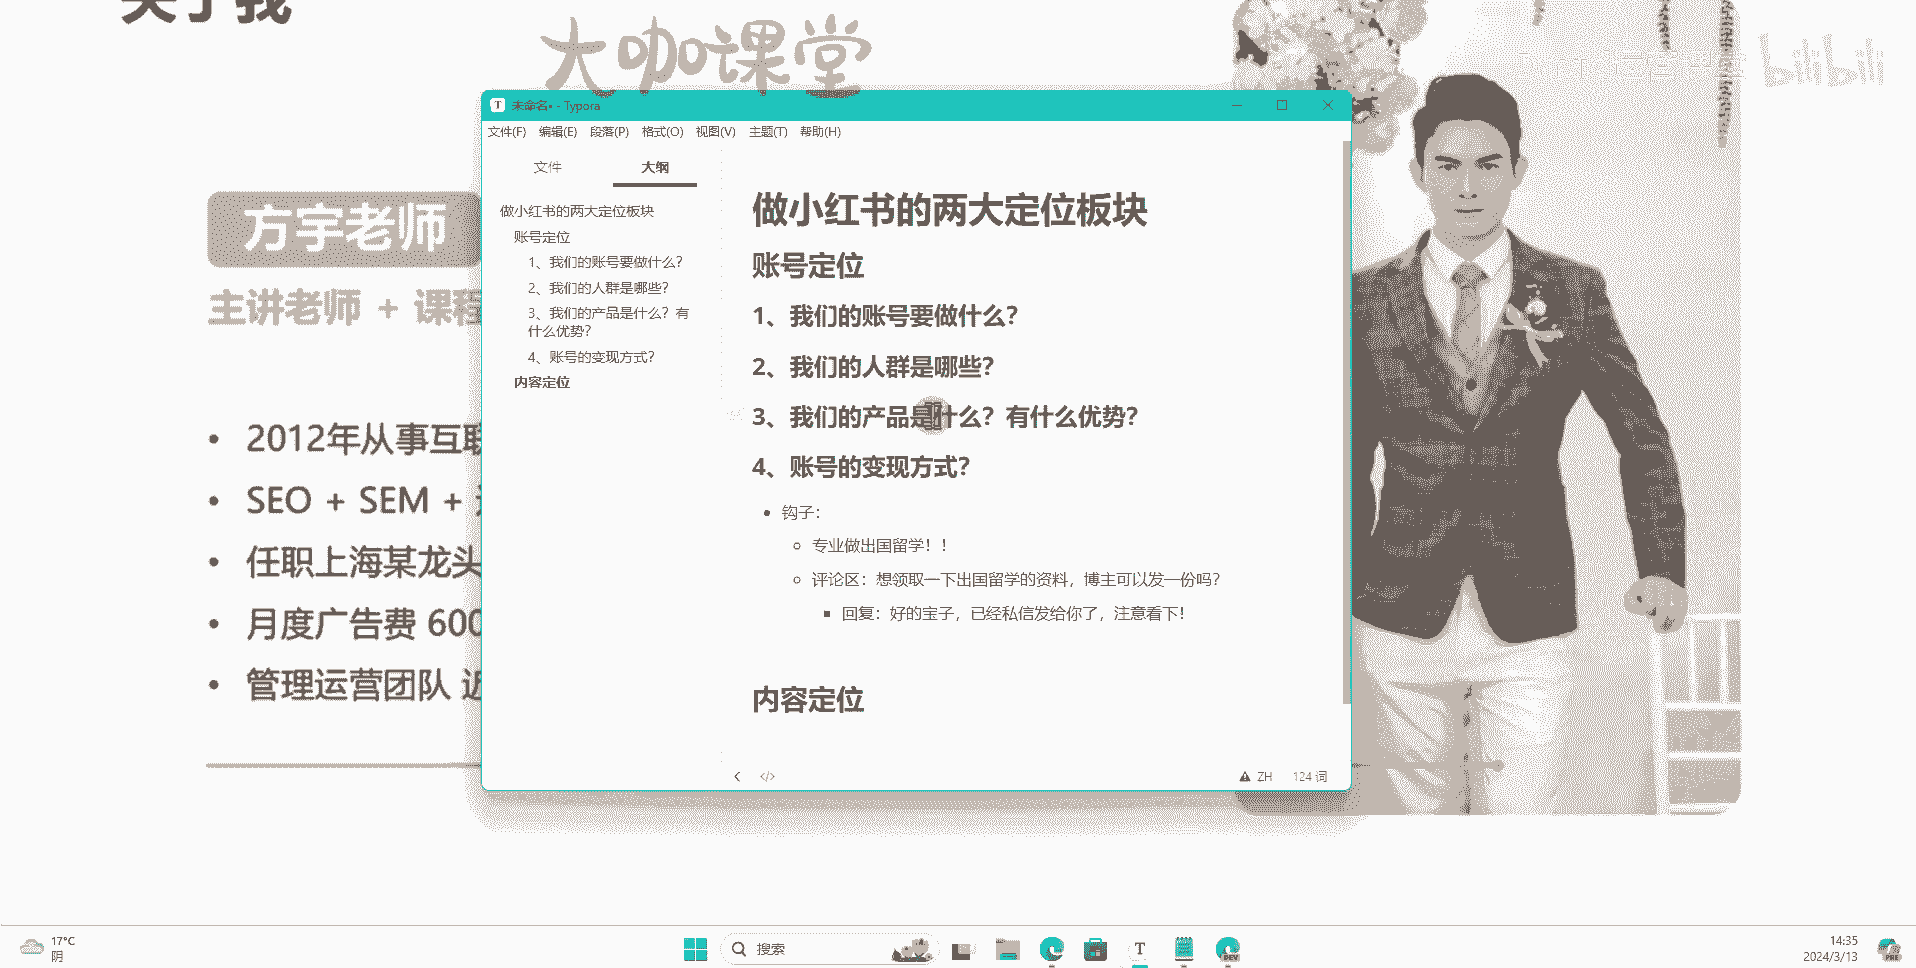 关于我
大咖课堂
bilibili
方宇老师
主讲老师 + 课程
2012年从事互联
SEO + SEM +
任职上海某龙头
月度广告费 600
管理运营团队 近
未命名• - Typora
文件(F) 编辑(E) 段落(P) 格式(O) 视图(V) 主题(T) 帮助(H)
文件 大纲
做小红书的两大定位板块
账号定位
1、我们的账号要做什么？
2、我们的人群是哪些？
3、我们的产品是什么？有
什么优势？
4、账号的变现方式？
内容定位
做小红书的两大定位板块
账号定位
1、我们的账号要做什么？
2、我们的人群是哪些？
3、我们的产品是什么？有什么优势？
4、账号的变现方式？
钩子：
专业做出国留学！！
评论区：想领取一下出国留学的资料，博主可以发一份吗？
回复：好的宝子，已经私信发给你了，注意看下！
内容定位
ZH 124 词
17°C
阴
搜索
DEV
14:35
2024/3/13
PRE